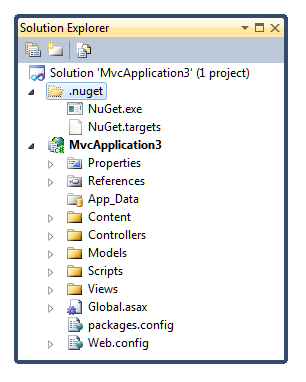 Solution Explorer
Solution 'MvcApplication3' (1 project)
.nuget
NuGet.exe
NuGet.targets
MvcApplication3
Properties
References
App_Data
Content
Controllers
Models
Scripts
Views
Global.asax
packages.config
Web.config